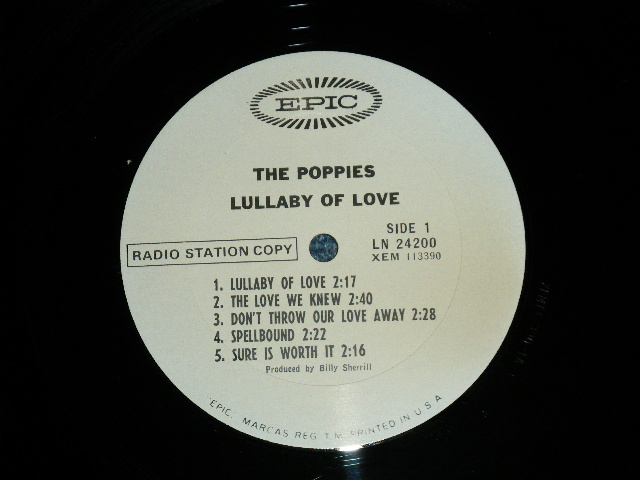 EPIC
THE POPPIES
LULLABY OF LOVE
SIDE 1
LN 24200
XEM 113390
RADIO STATION COPY
1. LULLABY OF LOVE 2:17
2. THE LOVE WE KNEW 2:40
3. DON'T THROW OUR LOVE AWAY 2:28
4. SPELLBOUND 2:22
5. SURE IS WORTH IT 2:16
Produced by Billy Sherrill
"EPIC," MARCAS REG. T.M. PRINTED IN U S A